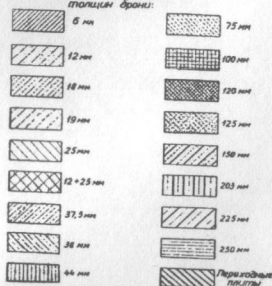 толщин брони:
6 мм
12 мм
16 мм
19 мм
25 мм
12+25 мм
37,5 мм
38 мм
44 мм
75 мм
100 мм
120 мм
125 мм
150 мм
203 мм
225 мм
250 мм
Переходные
плиты